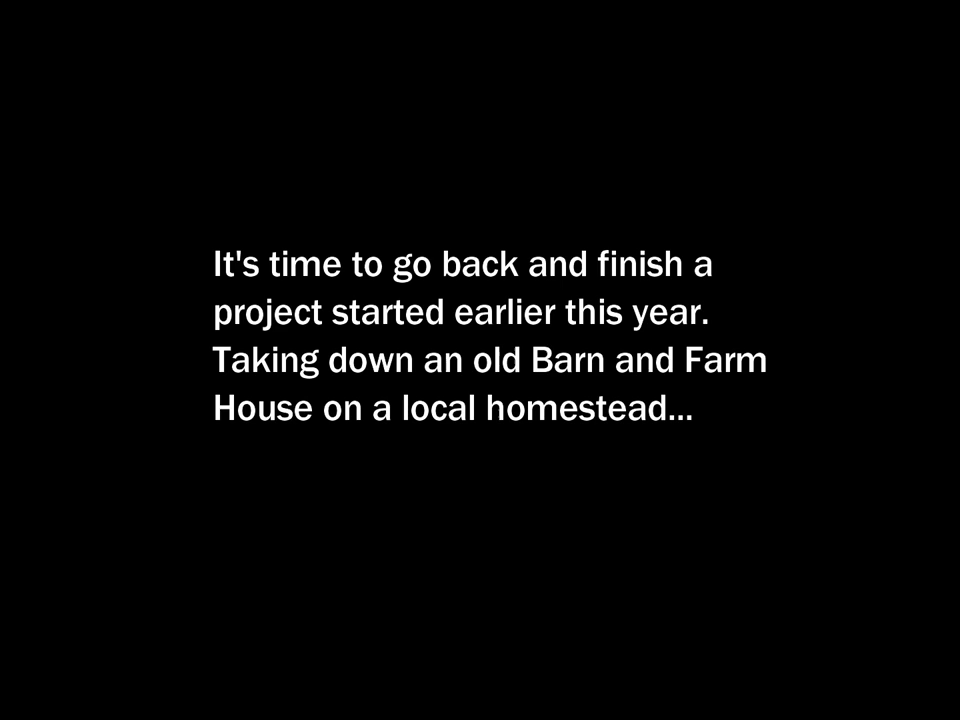 It's time to go back and finish a
project started earlier this year.
Taking down an old Barn and Farm
House on a local homestead...